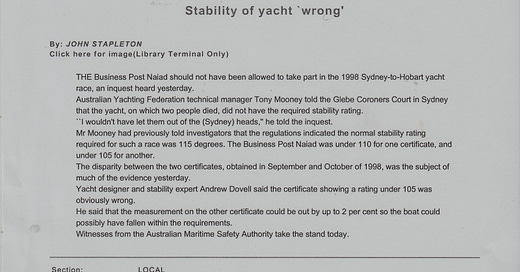 Stability of yacht `wrong'
By: JOHN STAPLETON
Click here for image(Library Terminal Only)
THE Business Post Naiad should not have been allowed to take part in the 1998 Sydney-to-Hobart yacht
race, an inquest heard yesterday.
Australian Yachting Federation technical manager Tony Mooney told the Glebe Coroners Court in Sydney
that the yacht, on which two people died, did not have the required stability rating.
``I wouldn't have let them out of the (Sydney) heads,'' he told the inquest.
Mr Mooney had previously told investigators that the regulations indicated the normal stability rating
required for such a race was 115 degrees. The Business Post Naiad was under 110 for one certificate, and
under 105 for another.
The disparity between the two certificates, obtained in September and October of 1998, was the subject of
much of the evidence yesterday.
Yacht designer and stability expert Andrew Dovell said the certificate showing a rating under 105 was
obviously wrong.
He said that the measurement on the other certificate could be out by up to 2 per cent so the boat could
possibly have fallen within the requirements.
Witnesses from the Australian Maritime Safety Authority take the stand today.
Section: LOCAL